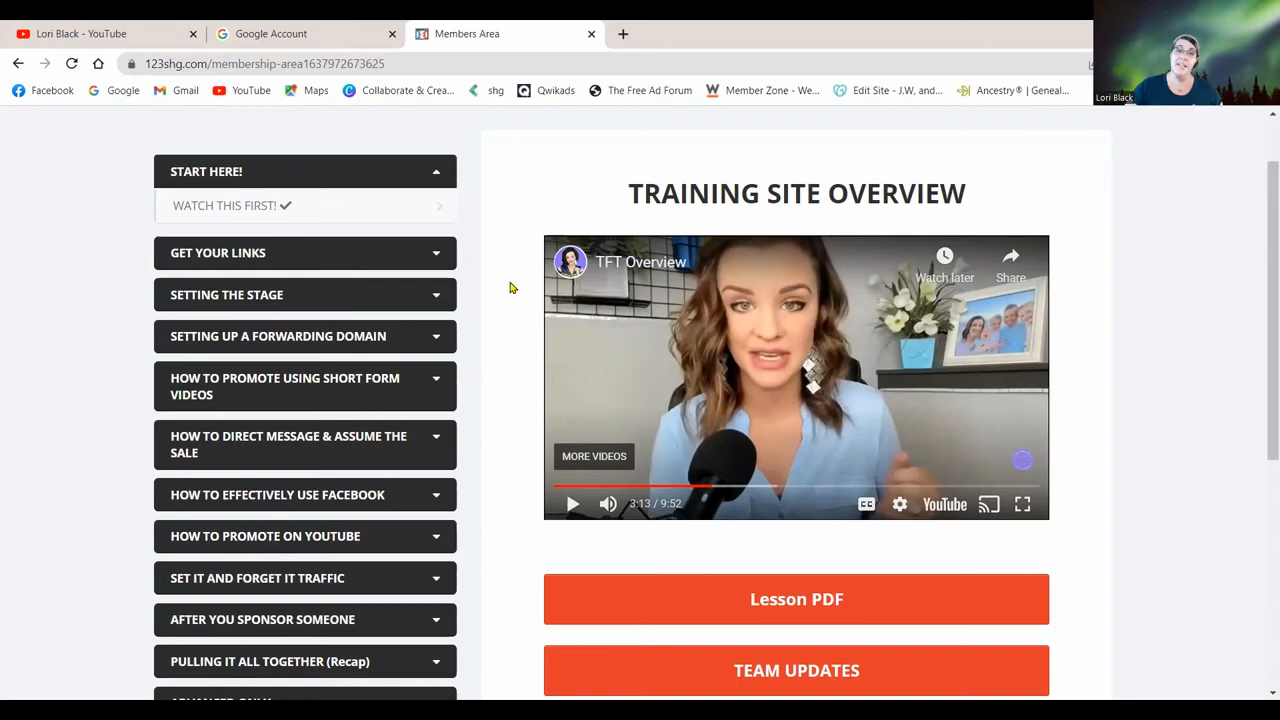 Lori Black - YouTube
Google Account
Members Area
123shg.com/membership-area1637972673625
Facebook
Google
Gmail
YouTube
Maps
Collaborate & Crea...
shg
Qwikads
The Free Ad Forum
Member Zone - We...
Edit Site - J.W, and...
Ancestry® | Geneal...
Lori Black
START HERE!
WATCH THIS FIRST!
GET YOUR LINKS
SETTING THE STAGE
SETTING UP A FORWARDING DOMAIN
HOW TO PROMOTE USING SHORT FORM
VIDEOS
HOW TO DIRECT MESSAGE & ASSUME THE
SALE
HOW TO EFFECTIVELY USE FACEBOOK
HOW TO PROMOTE ON YOUTUBE
SET IT AND FORGET IT TRAFFIC
AFTER YOU SPONSOR SOMEONE
PULLING IT ALL TOGETHER (Recap)
TRAINING SITE OVERVIEW
TFT Overview
Watch later
Share
MORE VIDEOS
3:13 / 9:52
CC
YouTube
Lesson PDF
TEAM UPDATES